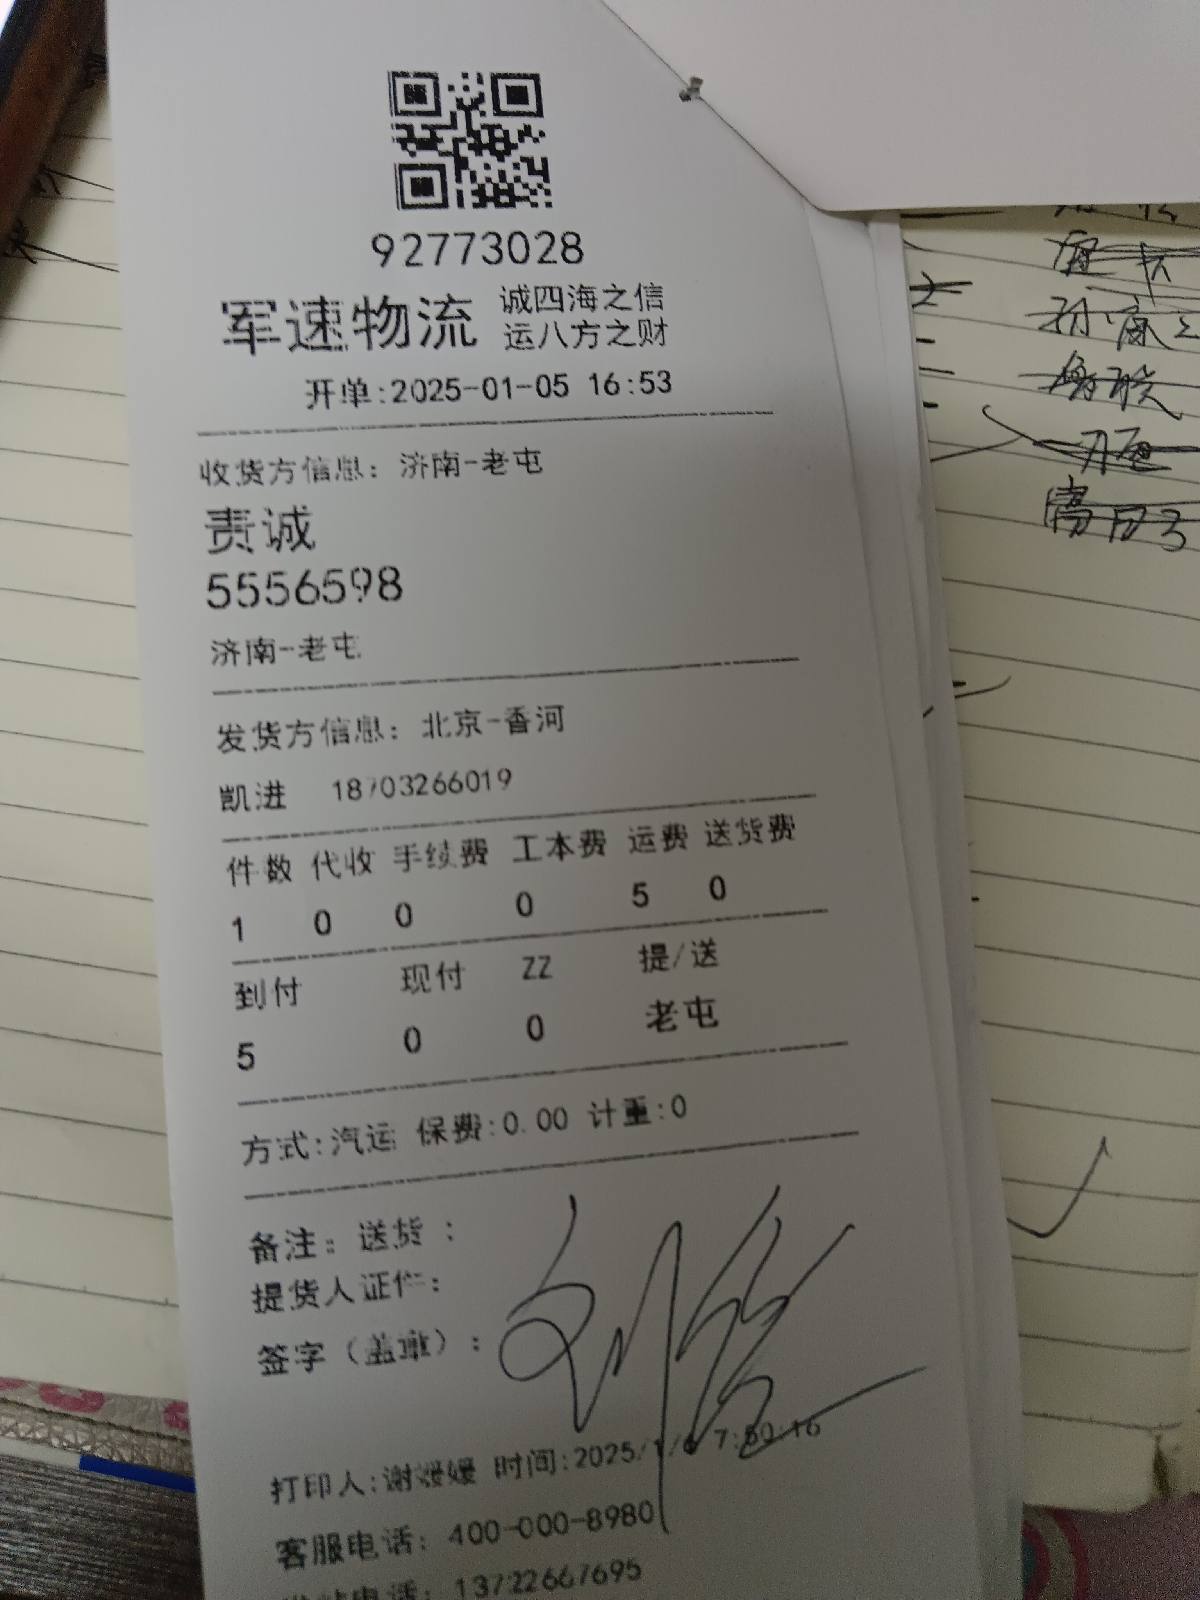 92773028
军速物流 诚四海之信
运八方之财
开单:2025-01-05 16:53
收货方信息: 济南-老屯
责诚
5556598
济南-老屯
发货方信息: 北京-香河
凯进 18703266019
件数 代收 手续费 工本费 运费 送货费
1 0 0 0 5 0
到付 现付 ZZ 提/送
5 0 0 老屯
方式:汽运 保费:0.00 计重:0
备注: 送货 :
提货人证件:
签字（盖章）:
打印人:谢媛媛 时间:2025/1/6 7:50:16
客服电话: 400-000-8980
电话: 13722667695